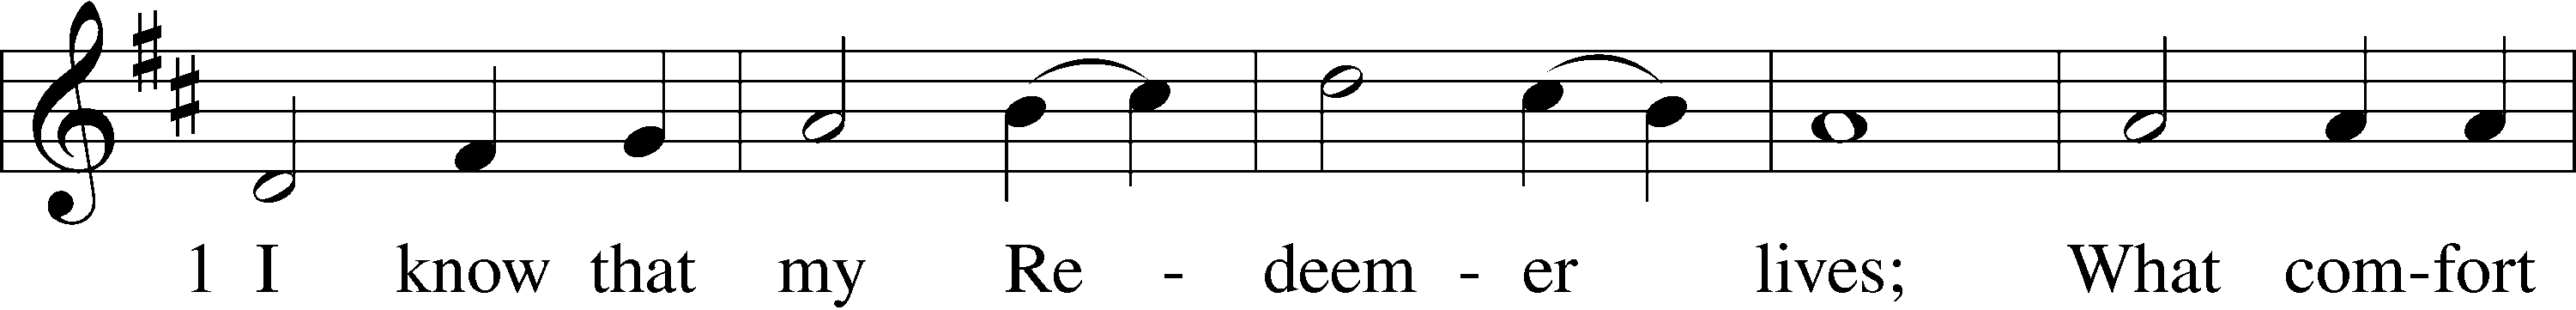 1 I know that my Re - deem - er lives; What com-fort